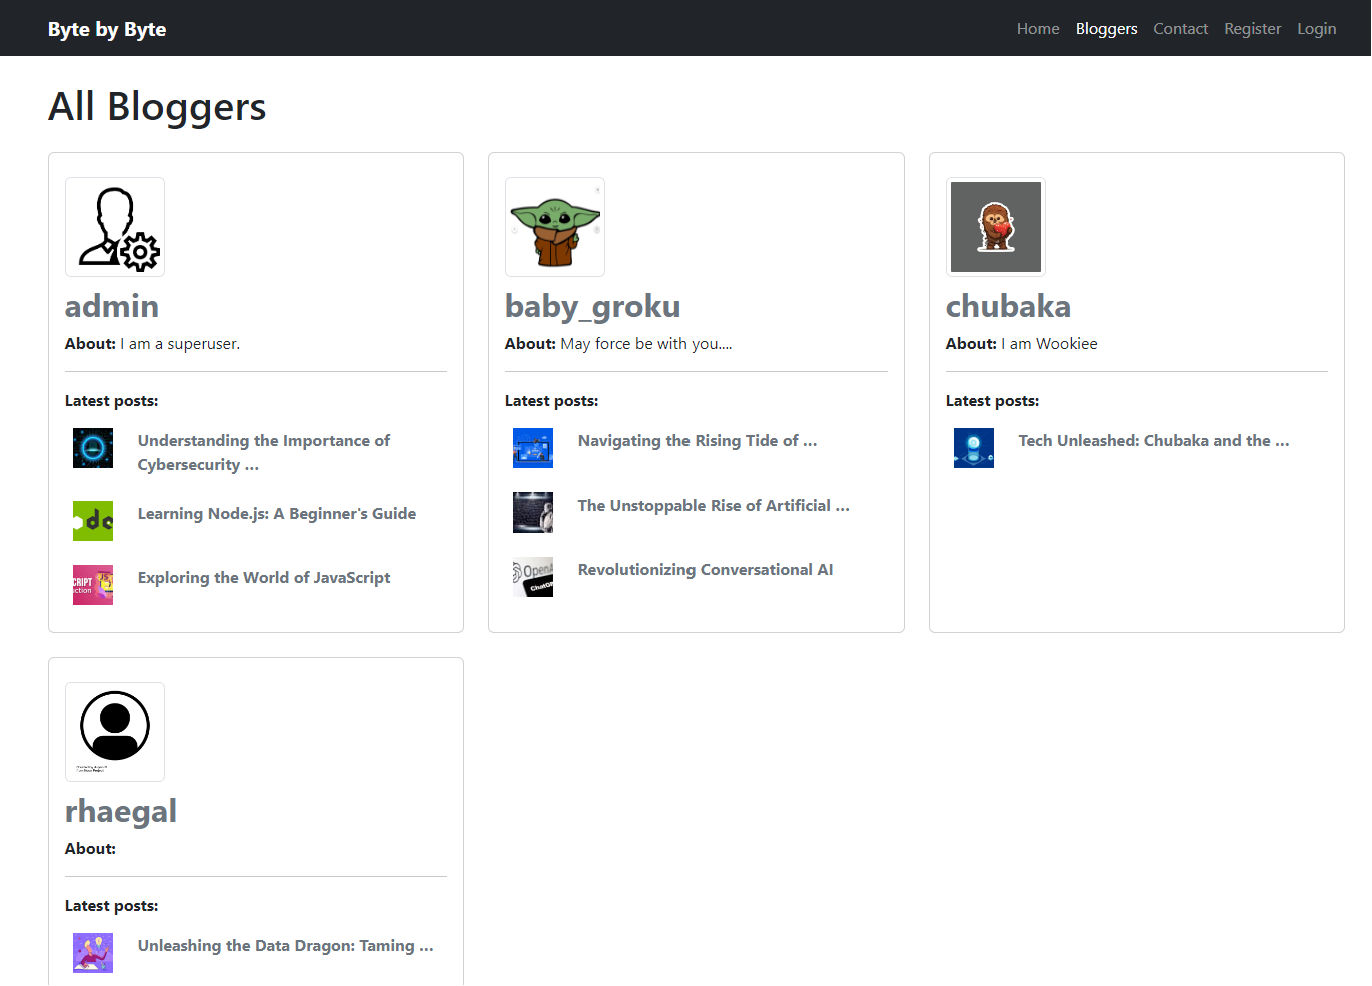 Byte by Byte
Home Bloggers Contact Register Login
All Bloggers
admin
About: I am a superuser.
Latest posts:
Understanding the Importance of
Cybersecurity ...
Learning Node.js: A Beginner's Guide
Exploring the World of JavaScript
baby_groku
About: May force be with you....
Latest posts:
Navigating the Rising Tide of ...
The Unstoppable Rise of Artificial ...
Revolutionizing Conversational AI
chubaka
About: I am Wookiee
Latest posts:
Tech Unleashed: Chubaka and the ...
rhaegal
About:
Latest posts:
Unleashing the Data Dragon: Taming ...